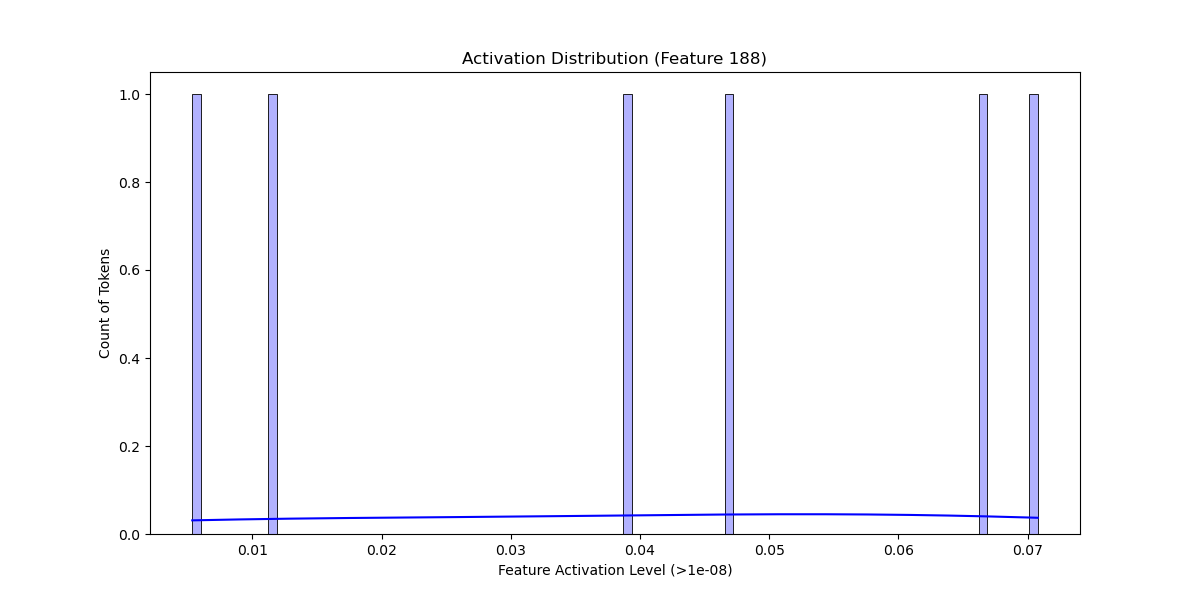 Activation Distribution (Feature 188)
Count of Tokens
1.0
0.8
0.6
0.4
0.2
0.0
0.01 0.02 0.03 0.04 0.05 0.06 0.07
Feature Activation Level (>1e-08)